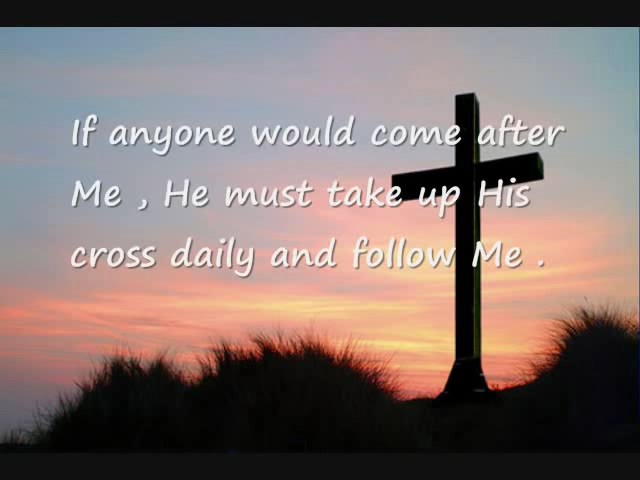 If anyone would come after
Me , He must take up His
cross daily and follow Me .